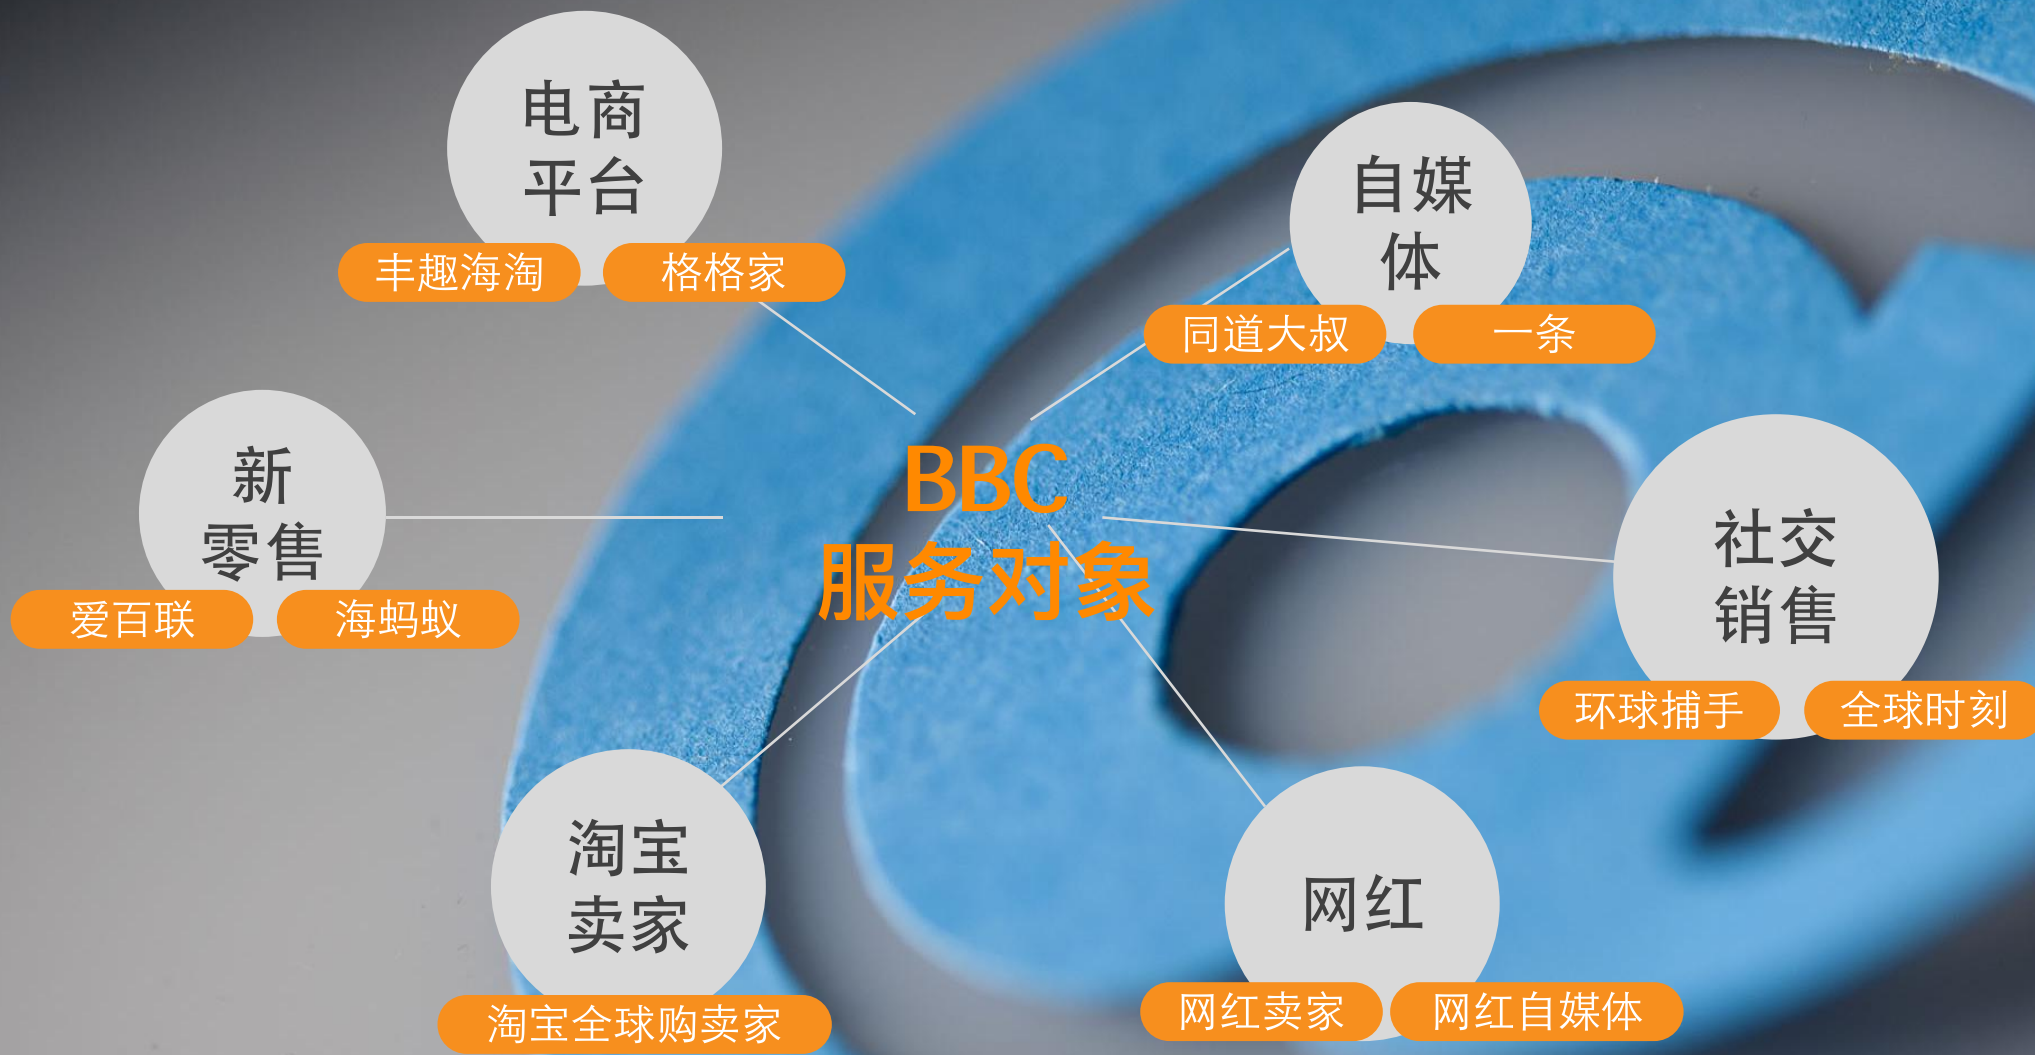 电商
平台
丰趣海淘
格格家
自媒
体
同道大叔
一条
BBC
服务对象
新
零售
爱百联
海蚂蚁
社交
销售
环球捕手
全球时刻
淘宝
卖家
淘宝全球购卖家
网红
网红卖家
网红自媒体